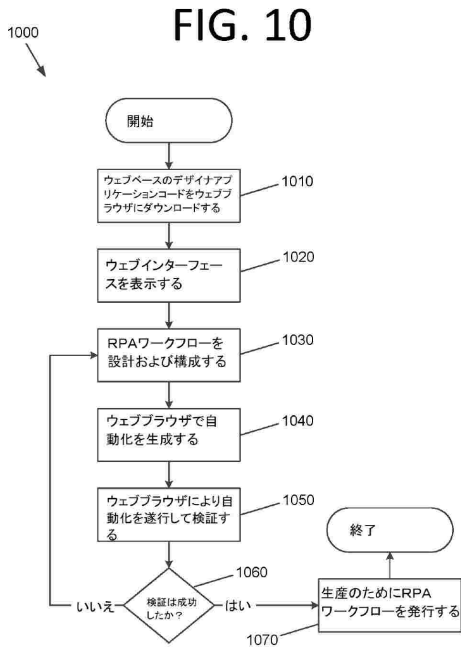 FIG. 10
1000
開始
ウェブベースのデザイナアプ
リケーションコードをウェブブ
ラウザにダウンロードする
1010
ウェブインターフェー
スを表示する
1020
RPAワークフローを
設計および構成する
1030
ウェブブラウザで自
動化を生成する
1040
ウェブブラウザにより自
動化を遂行して検証す
る
1050
検証は成功
したか？
1060
いいえ
はい
生産のためにRPA
ワークフローを発行する
1070
終了